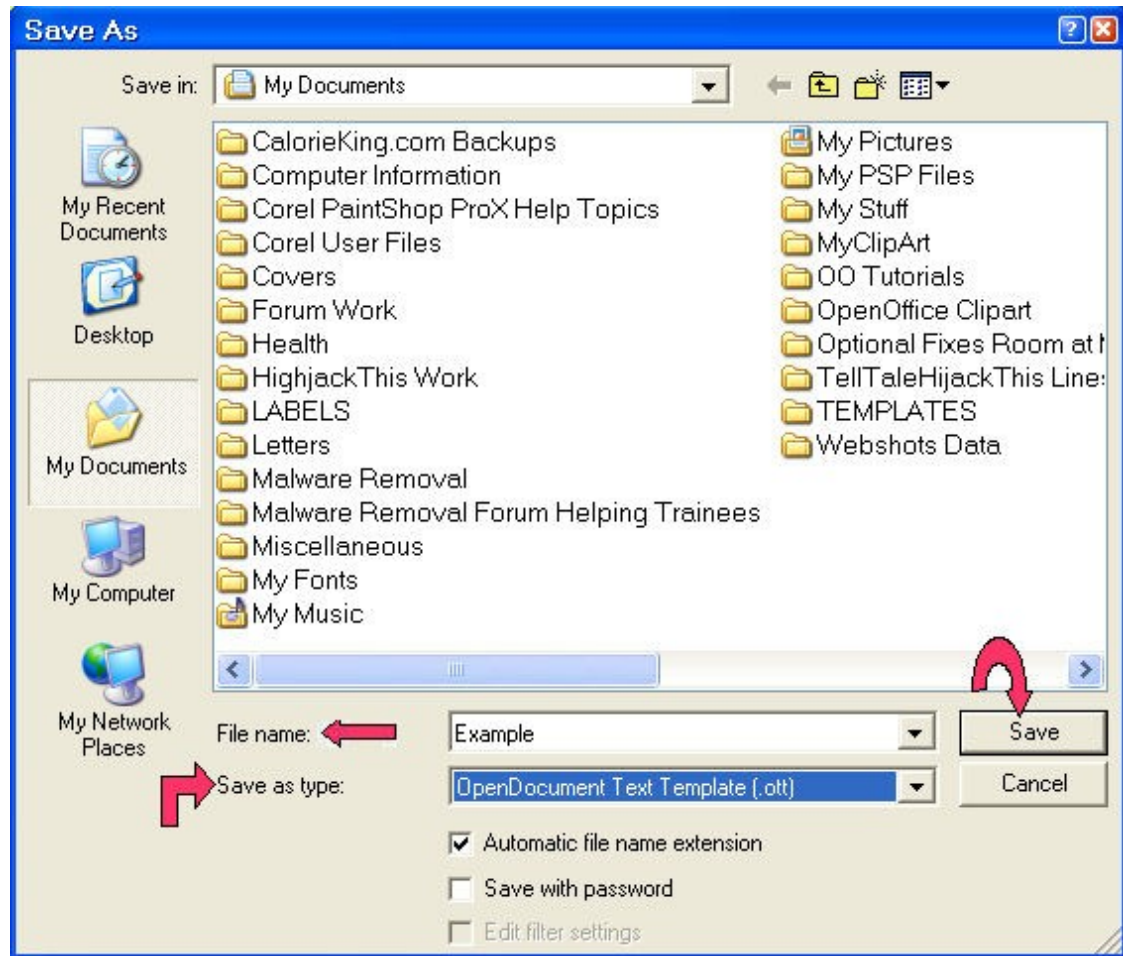 Save As
Save in: My Documents
My Recent Documents
Desktop
My Documents
My Computer
My Network Places
CalorieKing.com Backups
Computer Information
Corel PaintShop ProX Help Topics
Corel User Files
Covers
Forum Work
Health
HighjackThis Work
LABELS
Letters
Malware Removal
Malware Removal Forum Helping Trainees
Miscellaneous
My Fonts
My Music
My Pictures
My PSP Files
My Stuff
MyClipArt
OO Tutorials
OpenOffice Clipart
Optional Fixes Room at
TellTaleHijackThis Line
TEMPLATES
Webshots Data
File name: Example Save
Save as type: OpenDocument Text Template (.ott) Cancel
Automatic file name extension
Save with password
Edit filter settings